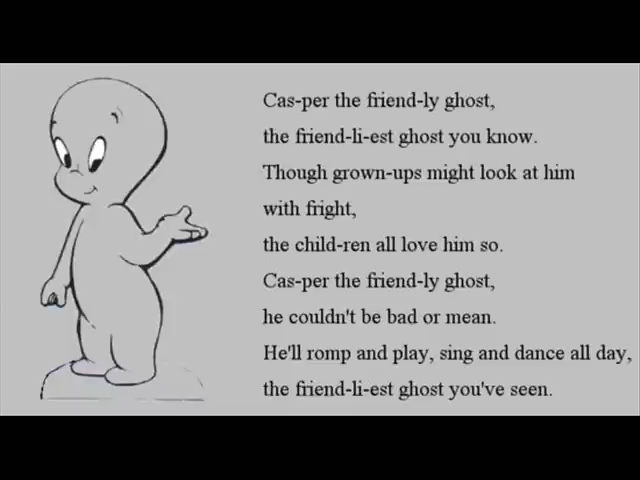 Cas-per the friend-ly ghost,
the friend-li-est ghost you know.
Though grown-ups might look at him
with fright,
the child-ren all love him so.
Cas-per the friend-ly ghost,
he couldn't be bad or mean.
He'll romp and play, sing and dance all day,
the friend-li-est ghost you've seen.